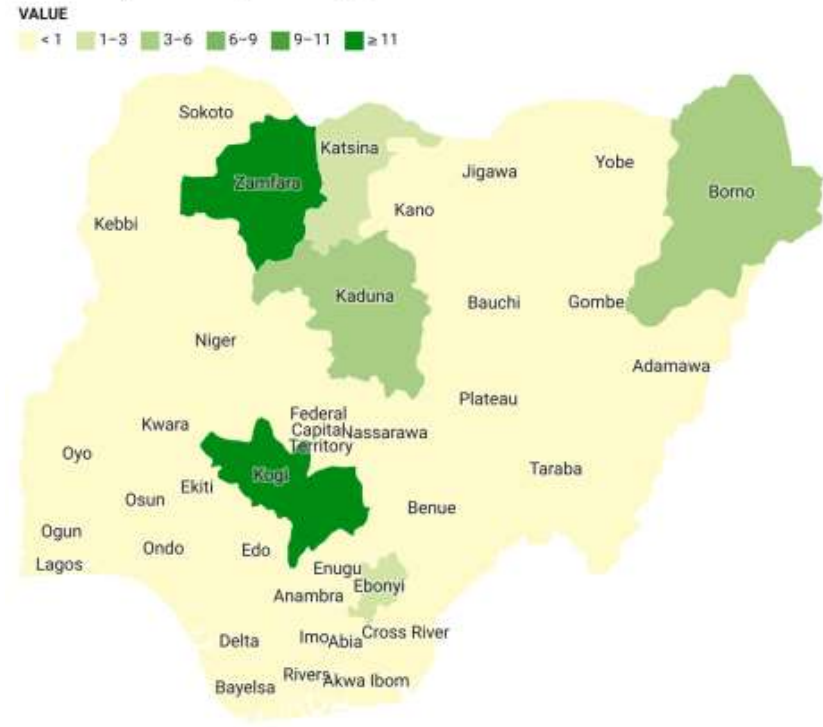 VALUE
< 1 1–3 3–6 6–9 9–11 ≥ 11
Sokoto
Katsina
Zamfara
Jigawa
Yobe
Borno
Kano
Kebbi
Kaduna
Bauchi
Gombe
Niger
Adamawa
Plateau
Federal
Capital
Territory
Nassarawa
Kwara
Oyo
Kogi
Taraba
Ekiti
Osun
Benue
Ogun
Ondo
Edo
Lagos
Enugu
Ebonyi
Anambra
Cross River
Delta
Imo
Abia
Rivers
Akwa Ibom
Bayelsa